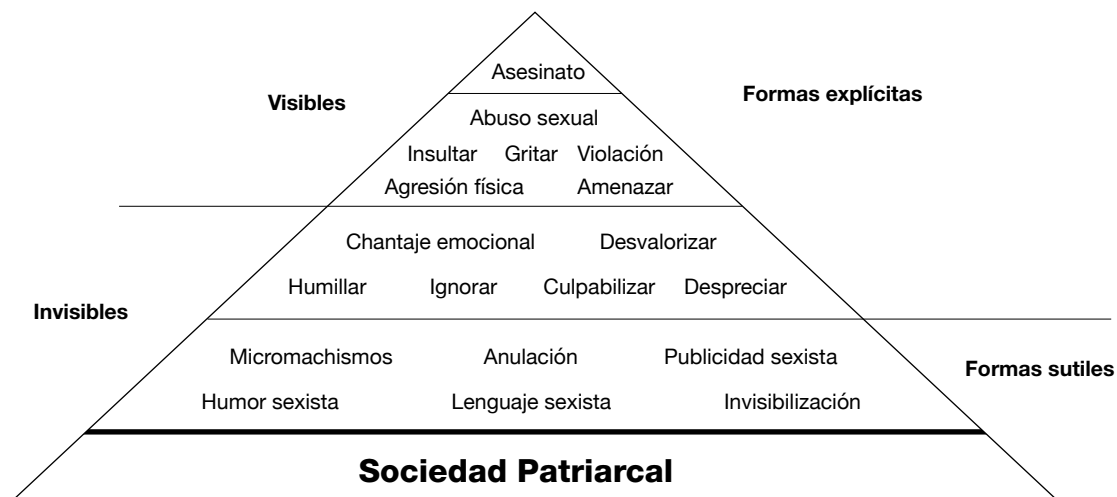 Asesinato
Visibles
Formas explícitas
Abuso sexual
Insultar Gritar Violación
Agresión física Amenazar
Chantaje emocional Desvalorizar
Humillar Ignorar Culpabilizar Despreciar
Invisibles
Micromachismos Anulación Publicidad sexista
Formas sutiles
Humor sexista Lenguaje sexista Invisibilización
Sociedad Patriarcal